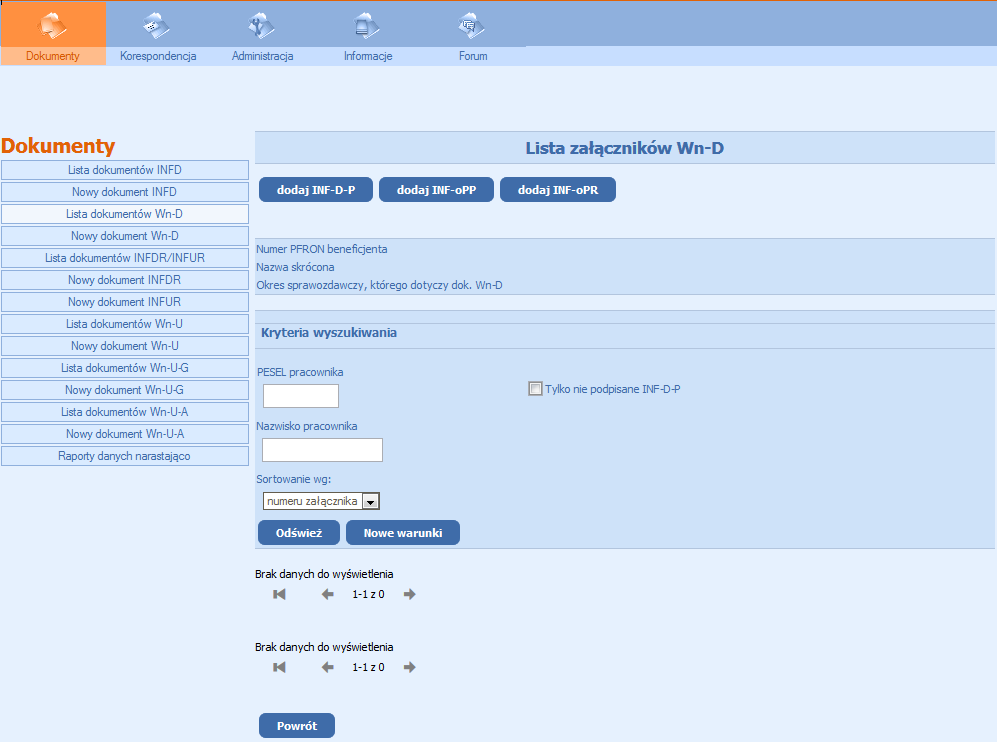 Dokumenty
Korespondencja
Administracja
Informacje
Forum
Dokumenty
Lista dokumentów INFD
Nowy dokument INFD
Lista dokumentów Wn-D
Nowy dokument Wn-D
Lista dokumentów INFDR/INFUR
Nowy dokument INFDR
Nowy dokument INFUR
Lista dokumentów Wn-U
Nowy dokument Wn-U
Lista dokumentów Wn-U-G
Nowy dokument Wn-U-G
Lista dokumentów Wn-U-A
Nowy dokument Wn-U-A
Raporty danych narastająco
Lista załączników Wn-D
dodaj INF-D-P
dodaj INF-oPP
dodaj INF-oPR
Numer PFRON beneficjenta
Nazwa skrócona
Okres sprawozdawczy, którego dotyczy dok. Wn-D
Kryteria wyszukiwania
PESEL pracownika
Tylko nie podpisane INF-D-P
Nazwisko pracownika
Sortowanie wg:
numeru załącznika
Odśwież
Nowe warunki
Brak danych do wyświetlenia
1-1 z 0
Brak danych do wyświetlenia
1-1 z 0
Powrót